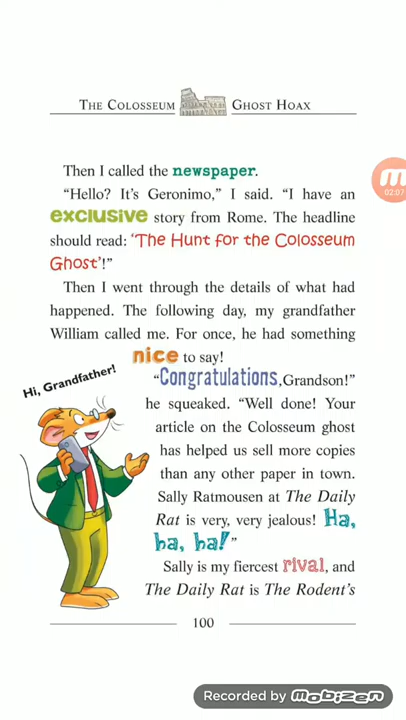 THE COLOSSEUM GHOST HOAX
Then I called the newspaper.
“Hello? It’s Geronimo,” I said. “I have an
exclusive story from Rome. The headline
should read: ‘The Hunt for the Colosseum
Ghost’!”
Then I went through the details of what had
happened. The following day, my grandfather
William called me. For once, he had something
nice to say!
Hi, Grandfather!
“Congratulations, Grandson!”
he squeaked. “Well done! Your
article on the Colosseum ghost
has helped us sell more copies
than any other paper in town.
Sally Ratmousen at The Daily
Rat is very, very jealous! Ha,
ha, ha!”
Sally is my fiercest rival, and
The Daily Rat is The Rodent’s
100
02:07
Recorded by mobizen